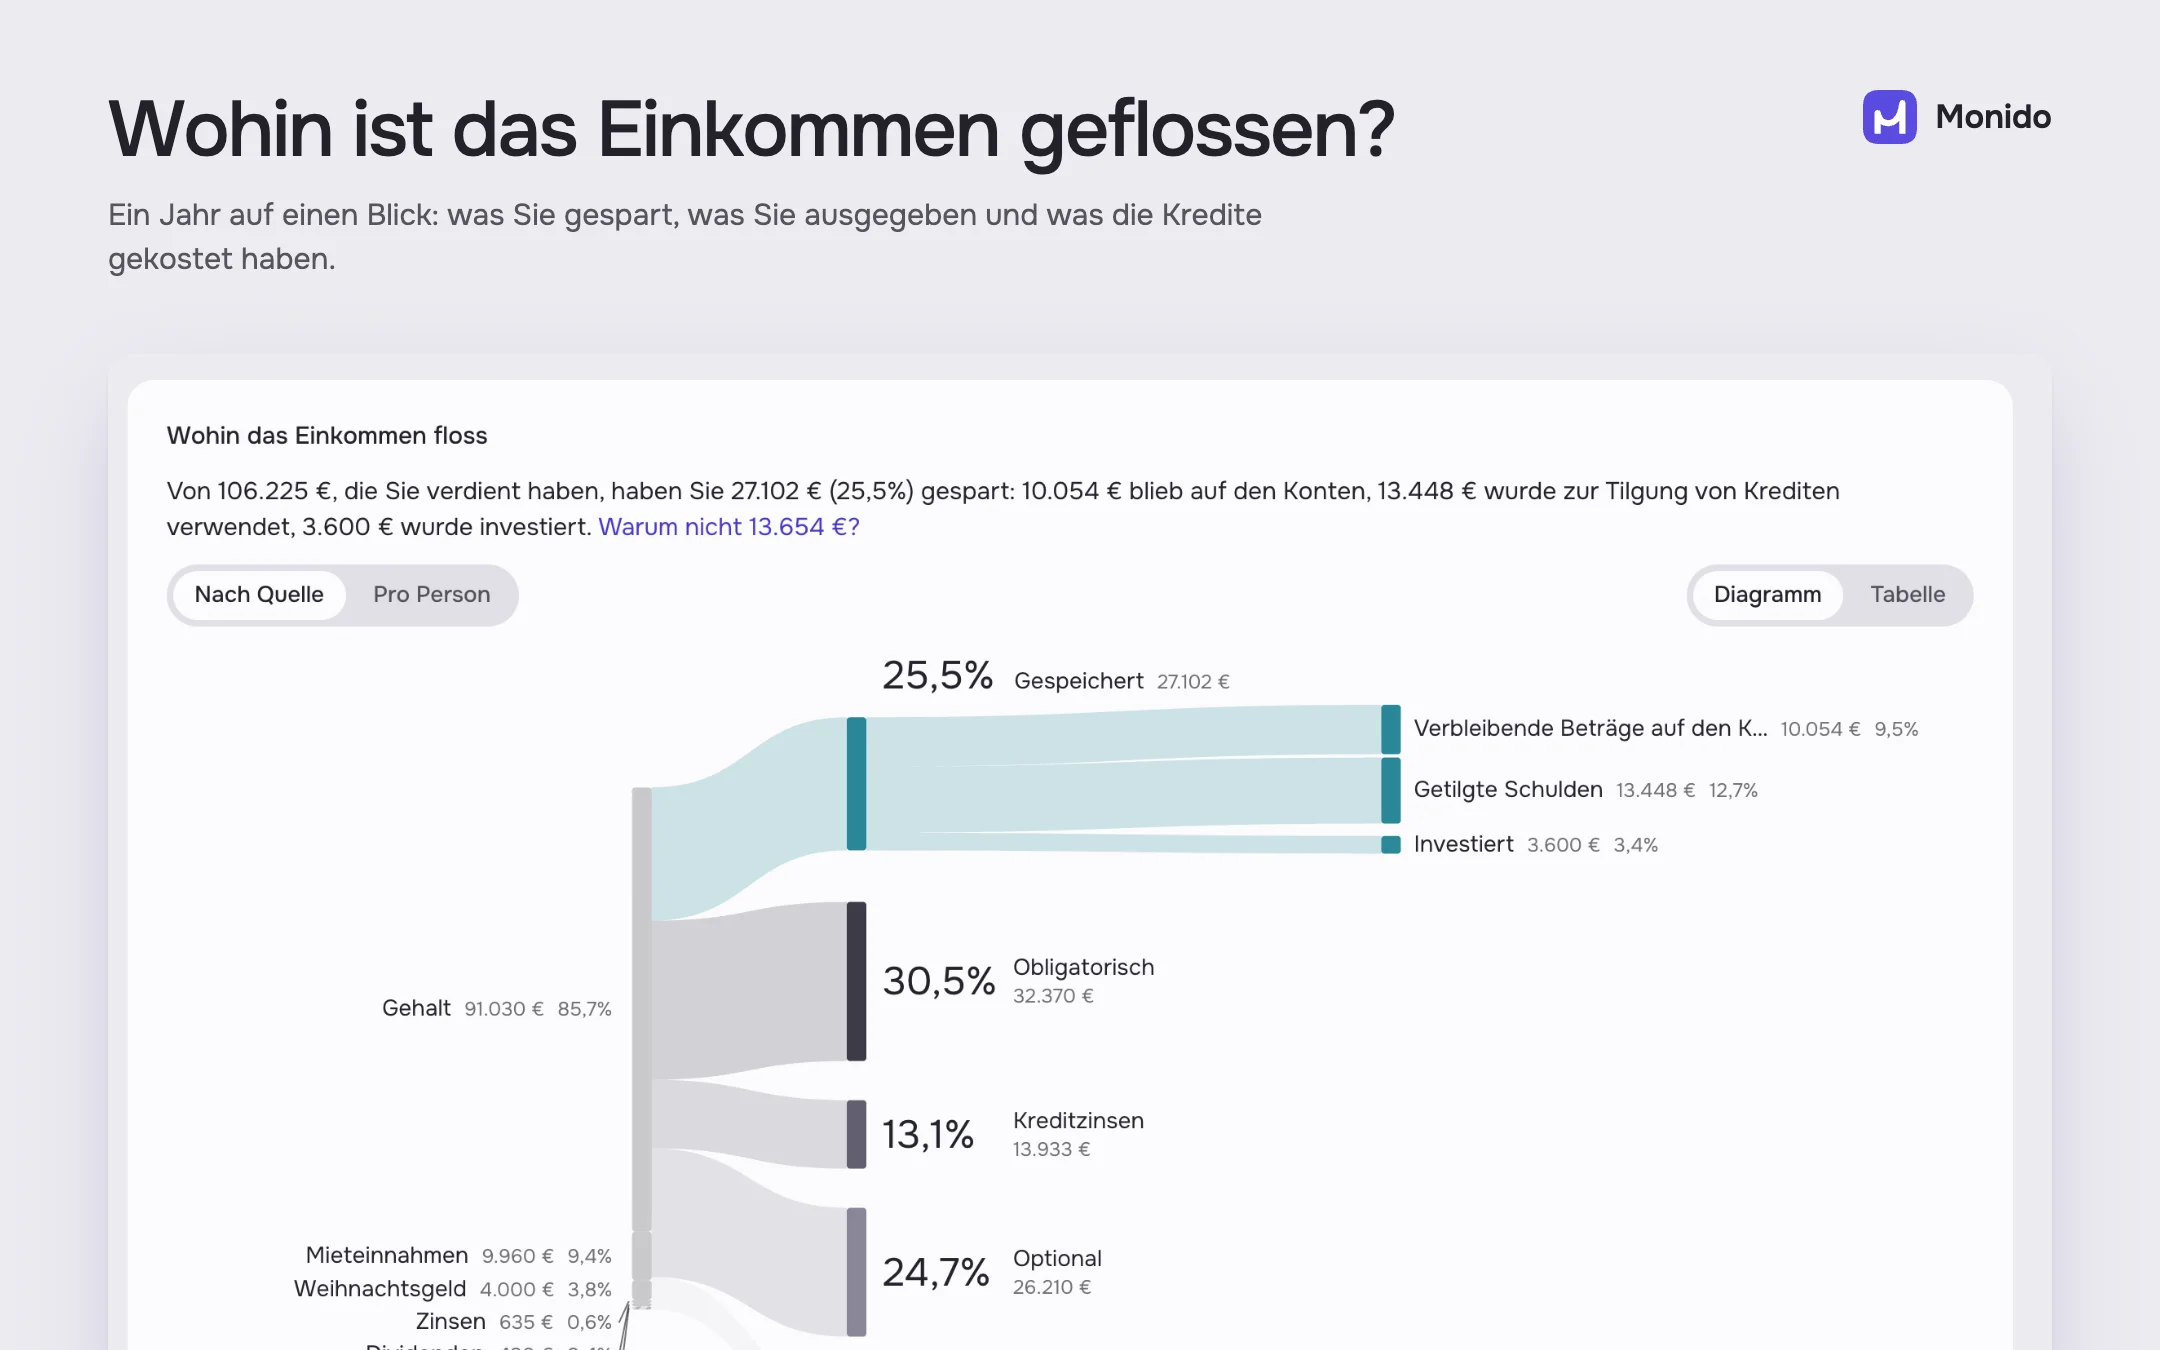 Wohin ist das Einkommen geflossen?
Monido
Ein Jahr auf einen Blick: was Sie gespart, was Sie ausgegeben und was die Kredite
gekostet haben.
Wohin das Einkommen floss
Von 106.225 €, die Sie verdient haben, haben Sie 27.102 € (25,5%) gespart: 10.054 € blieb auf den Konten, 13.448 € wurde zur Tilgung von Krediten
verwendet, 3.600 € wurde investiert. Warum nicht 13.654 €?
Nach Quelle Pro Person
Diagramm Tabelle
25,5% Gespeichert 27.102 €
Verbleibende Beträge auf den K... 10.054 € 9,5%
Getilgte Schulden 13.448 € 12,7%
Investiert 3.600 € 3,4%
30,5% Obligatorisch
32.370 €
Gehalt 91.030 € 85,7%
13,1% Kreditzinsen
13.933 €
24,7% Optional
26.210 €
Mieteinnahmen 9.960 € 9,4%
Weihnachtsgeld 4.000 € 3,8%
Zinsen 635 € 0,6%